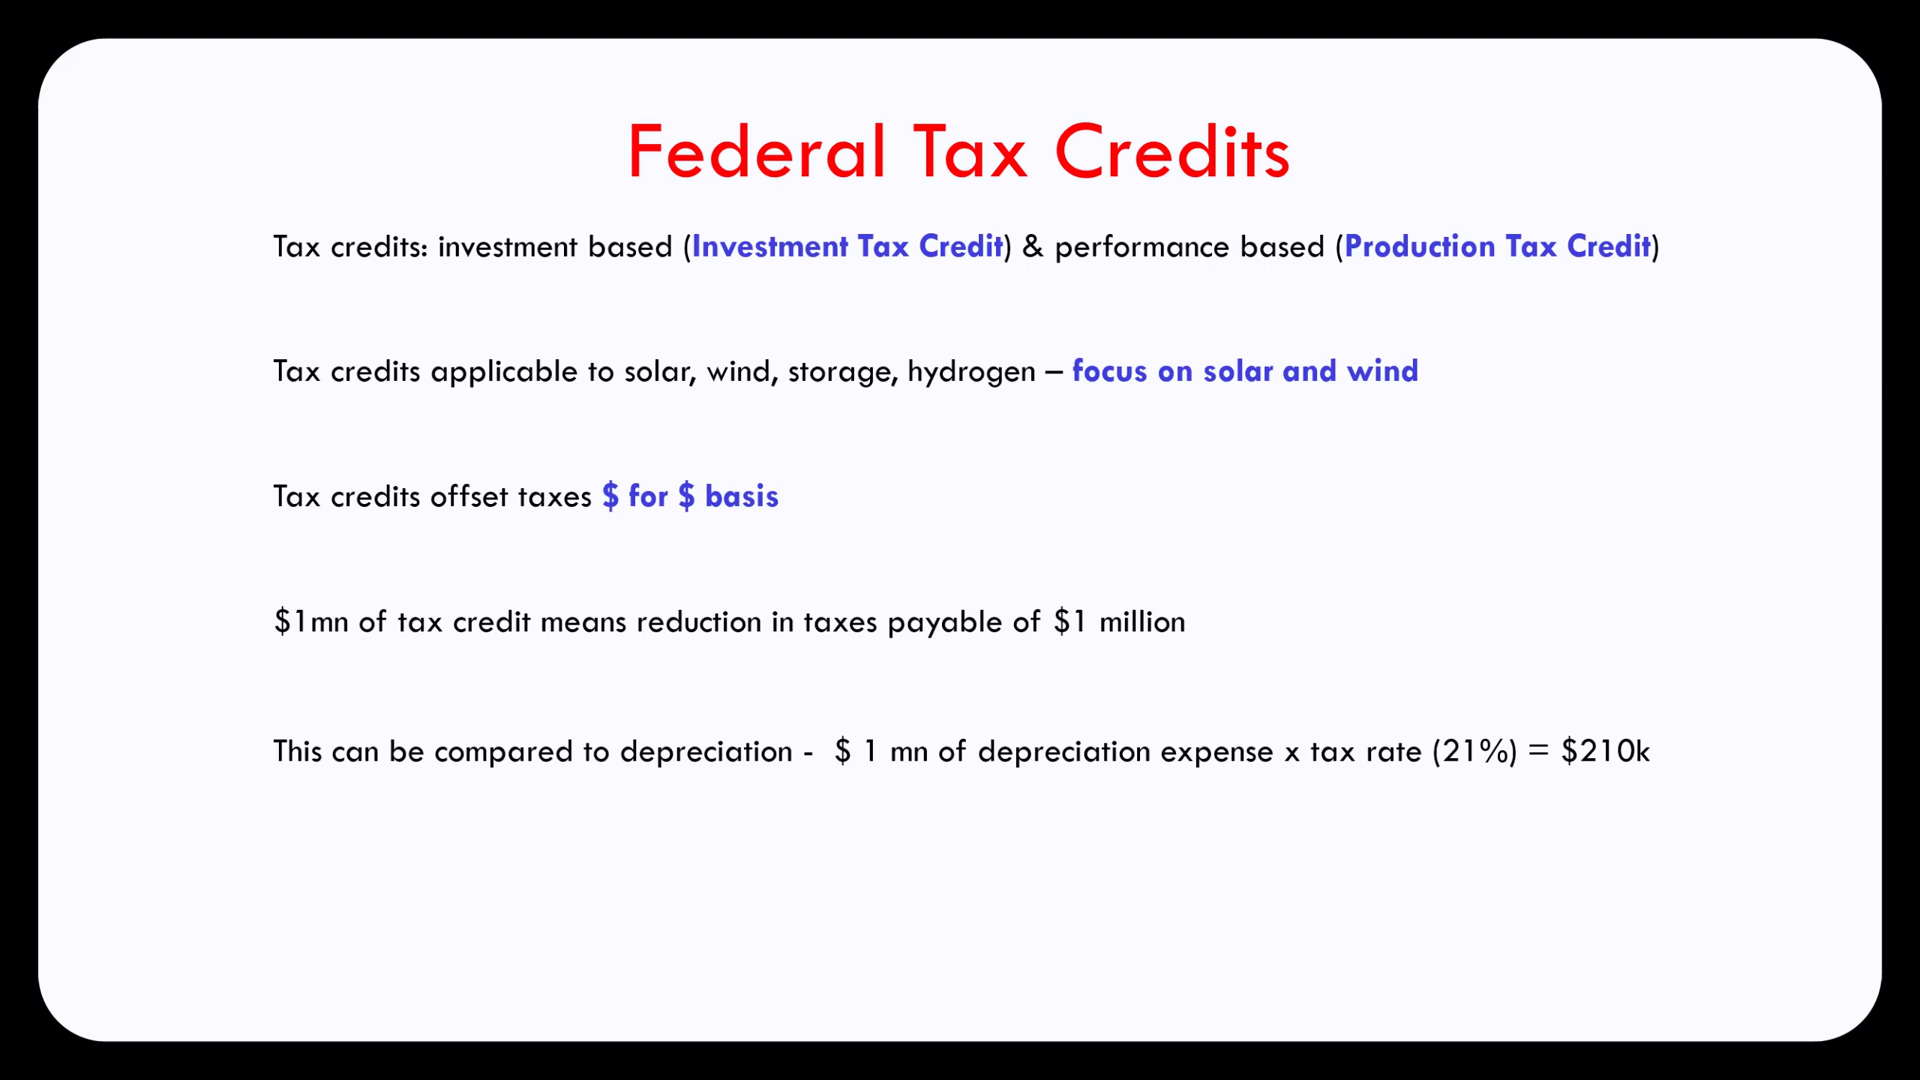 Federal Tax Credits
Tax credits: investment based (Investment Tax Credit) & performance based (Production Tax Credit)
Tax credits applicable to solar, wind, storage, hydrogen – focus on solar and wind
Tax credits offset taxes $ for $ basis
$1mn of tax credit means reduction in taxes payable of $1 million
This can be compared to depreciation -  $ 1 mn of depreciation expense x tax rate (21%) = $210k